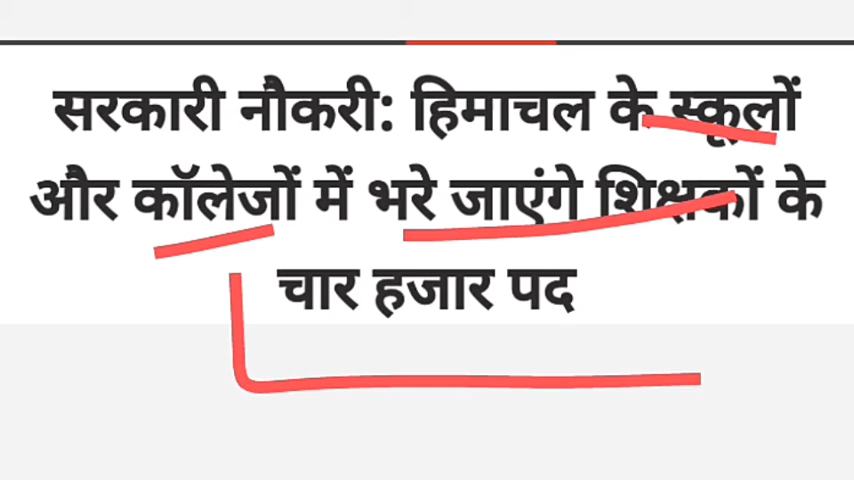 सरकारी नौकरी: हिमाचल के स्कूलों
और कॉलेजों में भरे जाएंगे शिक्षकों के
चार हजार पद